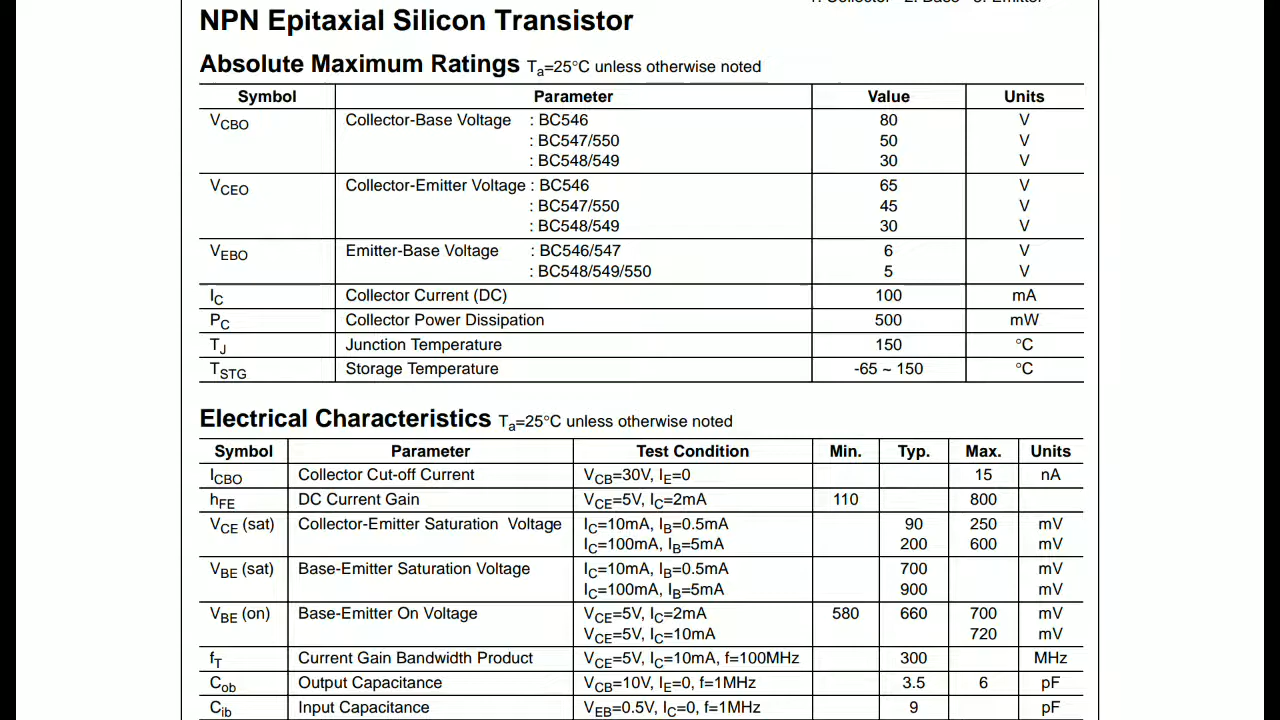 NPN Epitaxial Silicon Transistor
Absolute Maximum Ratings Ta=25°C unless otherwise noted
Symbol Parameter Value Units
VCBO Collector-Base Voltage : BC546 80 V
: BC547/550 50 V
: BC548/549 30 V
VCEO Collector-Emitter Voltage : BC546 65 V
: BC547/550 45 V
: BC548/549 30 V
VEBO Emitter-Base Voltage : BC546/547 6 V
: BC548/549/550 5 V
IC Collector Current (DC) 100 mA
PC Collector Power Dissipation 500 mW
TJ Junction Temperature 150 °C
TSTG Storage Temperature -65 ~ 150 °C
Electrical Characteristics Ta=25°C unless otherwise noted
Symbol Parameter Test Condition Min. Typ. Max. Units
ICBO Collector Cut-off Current VCB=30V, IE=0 15 nA
hFE DC Current Gain VCE=5V, IC=2mA 110 800
VCE (sat) Collector-Emitter Saturation Voltage IC=10mA, IB=0.5mA 90 250 mV
IC=100mA, IB=5mA 200 600 mV
VBE (sat) Base-Emitter Saturation Voltage IC=10mA, IB=0.5mA 700 mV
IC=100mA, IB=5mA 900 mV
VBE (on) Base-Emitter On Voltage VCE=5V, IC=2mA 580 660 700 mV
VCE=5V, IC=10mA 720 mV
fT Current Gain Bandwidth Product VCE=5V, IC=10mA, f=100MHz 300 MHz
Cob Output Capacitance VCB=10V, IE=0, f=1MHz 3.5 6 pF
Cib Input Capacitance VEB=0.5V, IC=0, f=1MHz 9 pF